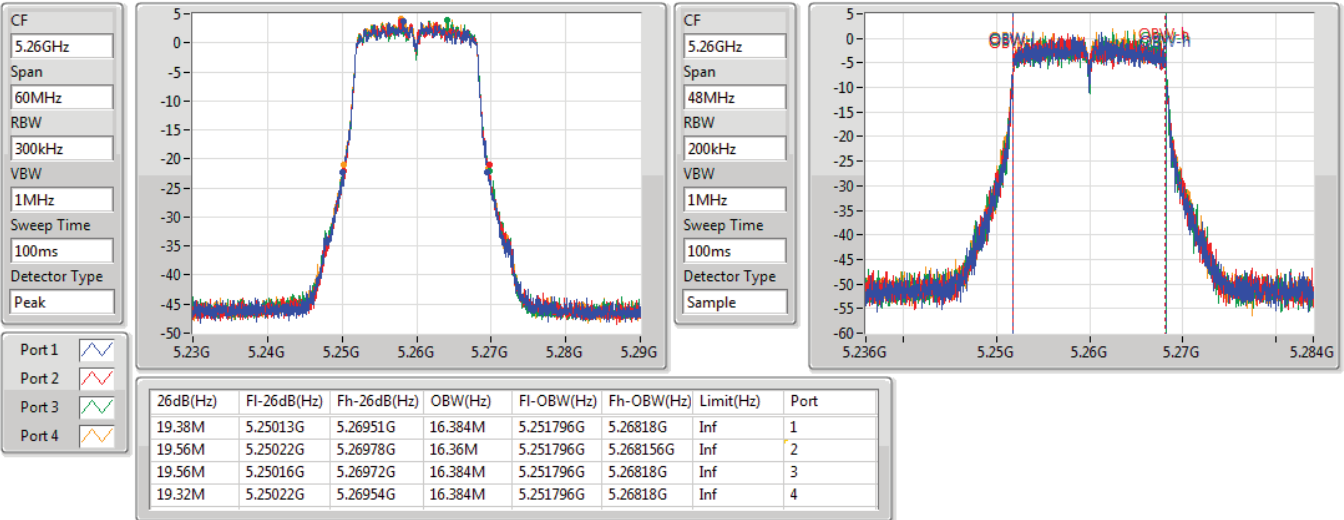 CF
5.26GHz
Span
60MHz
RBW
300kHz
VBW
1MHz
Sweep Time
100ms
Detector Type
Peak
5
0
-5
-10
-15
-20
-25
-30
-35
-40
-45
-50
5.23G 5.24G 5.25G 5.26G 5.27G 5.28G 5.29G
CF
5.26GHz
Span
48MHz
RBW
200kHz
VBW
1MHz
Sweep Time
100ms
Detector Type
Sample
5
0
-5
-10
-15
-20
-25
-30
-35
-40
-45
-50
-55
-60
OBW-l OBW-h
5.236G 5.25G 5.26G 5.27G 5.284G
Port 1
Port 2
Port 3
Port 4
26dB(Hz) Fl-26dB(Hz) Fh-26dB(Hz) OBW(Hz) Fl-OBW(Hz) Fh-OBW(Hz) Limit(Hz) Port
19.38M 5.25013G 5.26951G 16.384M 5.251796G 5.26818G Inf 1
19.56M 5.25022G 5.26978G 16.36M 5.251796G 5.268156G Inf 2
19.56M 5.25016G 5.26972G 16.384M 5.251796G 5.26818G Inf 3
19.32M 5.25022G 5.26954G 16.384M 5.251796G 5.26818G Inf 4